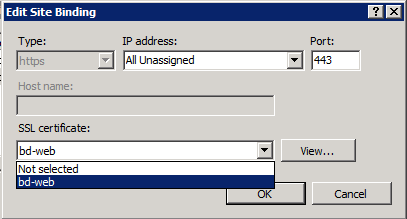 Edit Site Binding
Type: IP address: Port:
https All Unassigned 443
Host name:
SSL certificate:
bd-web View...
Not selected
bd-web
OK Cancel